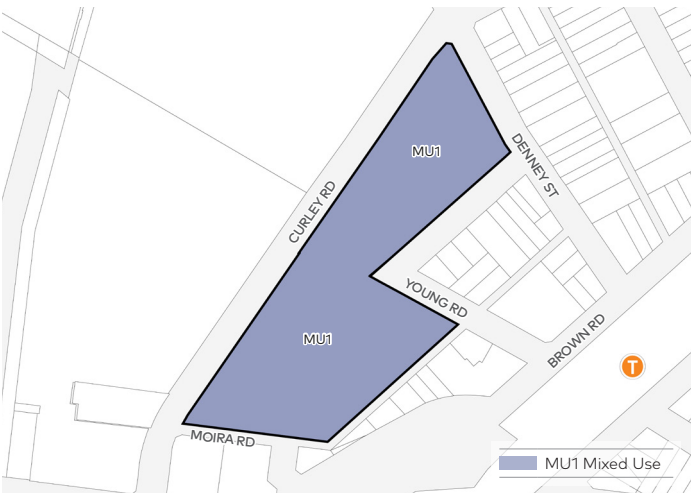 MU1
DENNEY ST
CURLEY RD
YOUNG RD
MU1
BROWN RD
T
MOIRA RD
MU1 Mixed Use